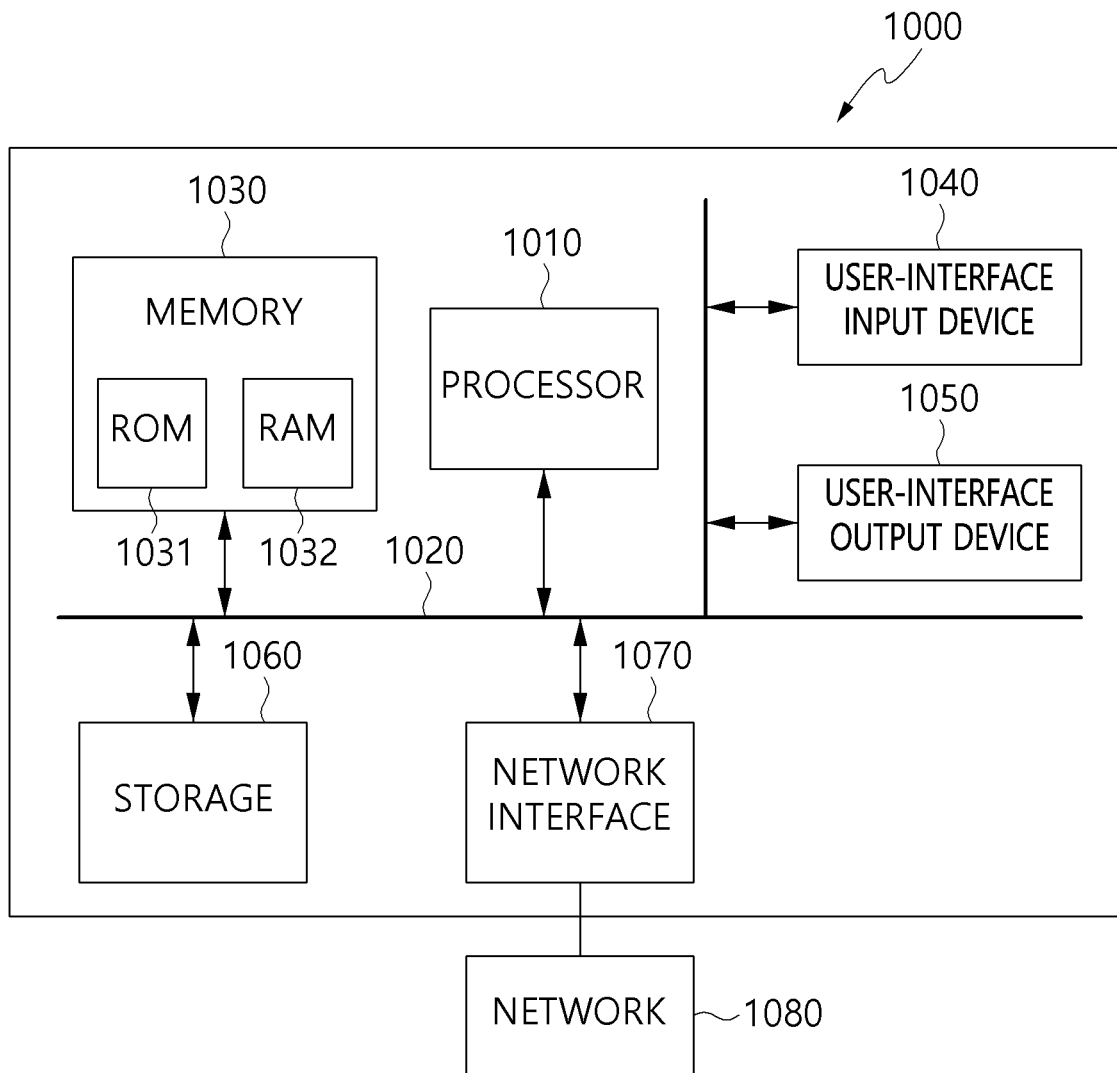 1000
1030
1010
1040
MEMORY
ROM
RAM
1031
1032
PROCESSOR
USER-INTERFACE
INPUT DEVICE
1050
USER-INTERFACE
OUTPUT DEVICE
1020
1060
1070
STORAGE
NETWORK
INTERFACE
NETWORK
1080